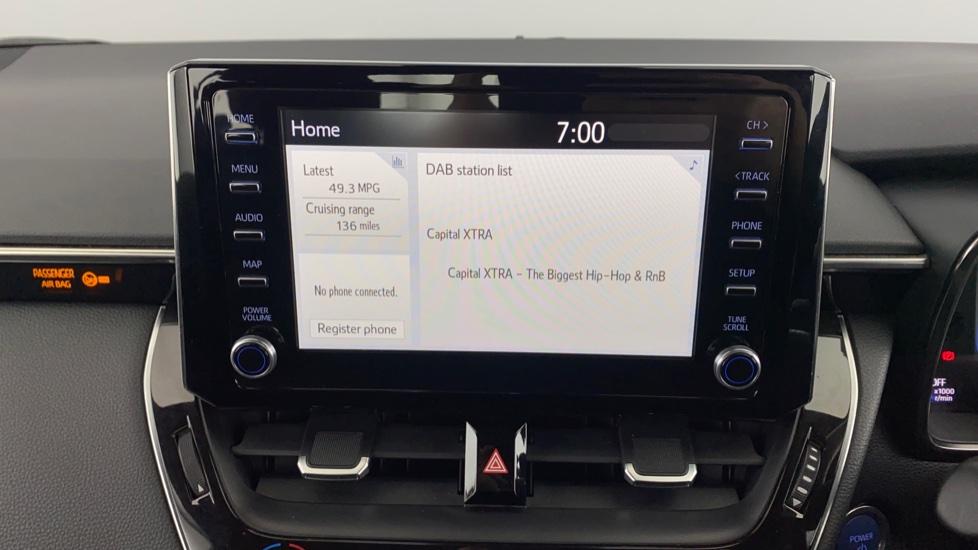 HOME
MENU
AUDIO
MAP
POWER
VOLUME
Home
7:00
Latest
49.3 MPG
Cruising range
136 miles
No phone connected.
Register phone
DAB station list
Capital XTRA
Capital XTRA - The Biggest Hip-Hop & RnB
CH >
< TRACK
PHONE
SETUP
TUNE
SCROLL
PASSENGER
AIR BAG
OFF
x1000
r/min
POWER